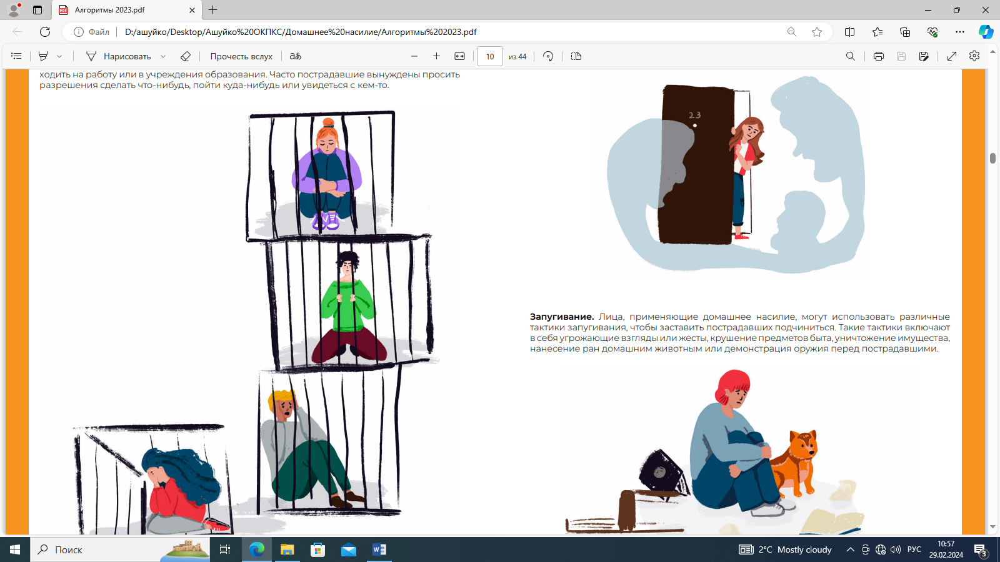 Алгоритмы 2023.pdf
Файл
D:/ашуйко/Desktop/Ашуйко%20ОКПКС/Домашнее%20насилие/Алгоритмы%202023.pdf
Нарисовать
Прочесть вслух
аあ
10
из 44
ходить на работу или в учреждения образования. Часто пострадавшие вынуждены просить
разрешения сделать что-нибудь, пойти куда-нибудь или увидеться с кем-то.
23
Запугивание. Лица, применяющие домашнее насилие, могут использовать различные
тактики запугивания, чтобы заставить пострадавших подчиниться. Такие тактики включают
в себя угрожающие взгляды или жесты, крушение предметов быта, уничтожение имущества,
нанесение ран домашним животным или демонстрация оружия перед пострадавшими.
Поиск
2°C Mostly cloudy
РУС
10:57
29.02.2024
3